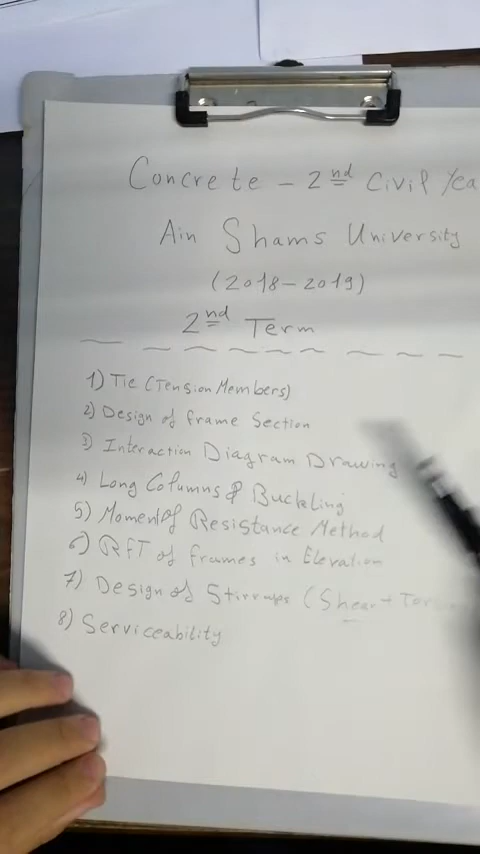 Concrete - 2nd Civil Yea
Ain Shams University
(2018-2019)
2nd Term
1) Tie (Tension Members)
2) Design of frame Section
3) Interaction Diagram Drawing
4) Long Columns & Buckling
5) Moment of Resistance Method
6) RFT of frames in Elevation
7) Design of Stirrups (Shear + Tor
8) Serviceability